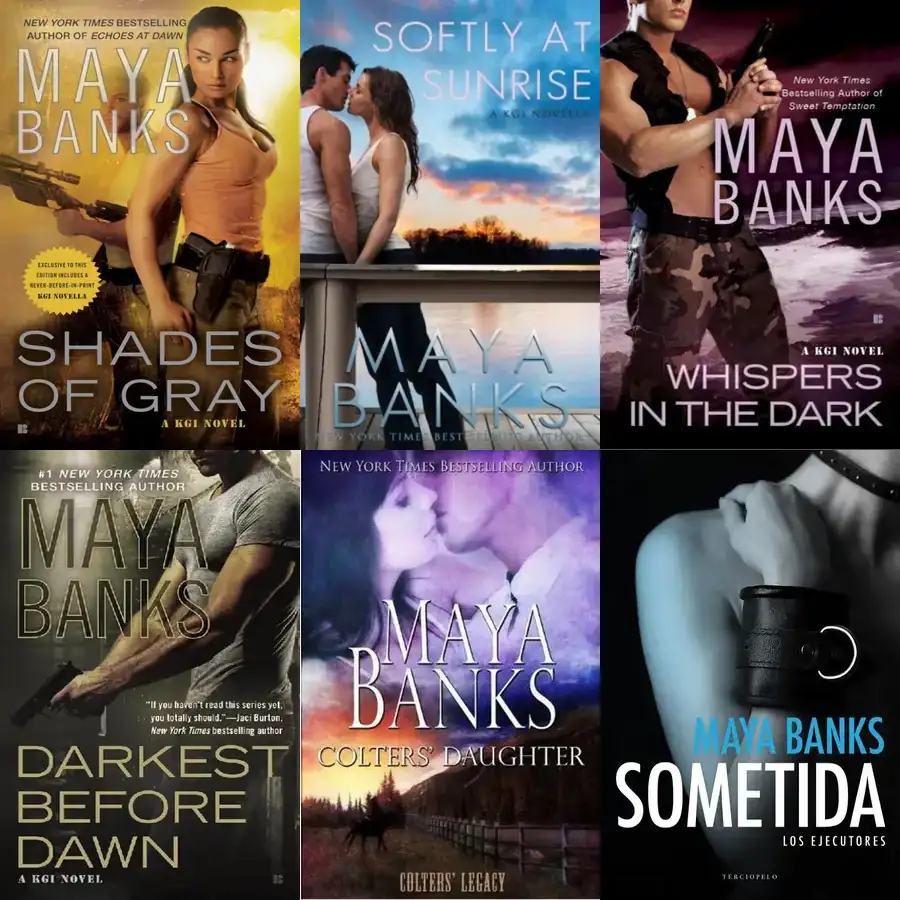 NEW YORK TIMES BESTSELLING
AUTHOR OF ECHOES AT DAWN
MAYA
BANKS
EXCLUSIVE TO THIS
EDITION INCLUDES A
NEVER-BEFORE-IN-PRINT
KGI NOVELLA
SHADES
OF GRAY
A KGI NOVEL
B
SOFTLY AT
SUNRISE
A KGI NOVELLA
MAYA
BANKS
NEW YORK TIMES BESTSELLING AUTHOR
New York Times
Bestselling Author of
Sweet Temptation
MAYA
BANKS
B
A KGI NOVEL
WHISPERS
IN THE DARK
#1 NEW YORK TIMES
BESTSELLING AUTHOR
MAYA
BANKS
"If you haven't read this series yet,
you totally should."—Jaci Burton,
New York Times bestselling author
DARKEST
BEFORE
DAWN
A KGI NOVEL
B
NEW YORK TIMES BESTSELLING AUTHOR
MAYA
BANKS
COLTERS' DAUGHTER
COLTERS' LEGACY
MAYA BANKS
SOMETIDA
LOS EJECUTORES
TERCIOPELO